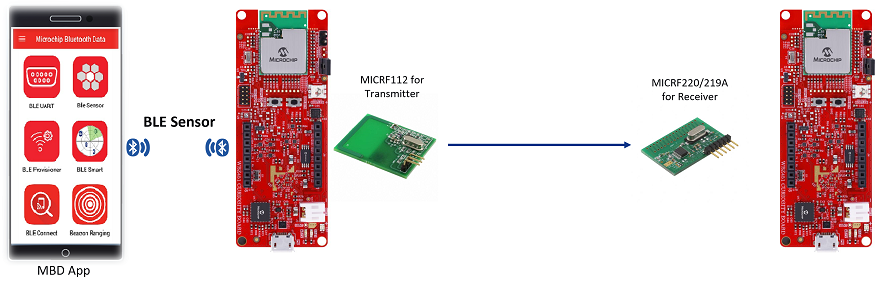 Microchip Bluetooth Data
BLE UART
BLE Sensor
BLE Provisioner
BLE Smart
BLE Connect
Beacon Ranging
MBD App
BLE Sensor
MICROCHIP
MICRF112 for
Transmitter
MICRF220/219A
for Receiver
MICROCHIP